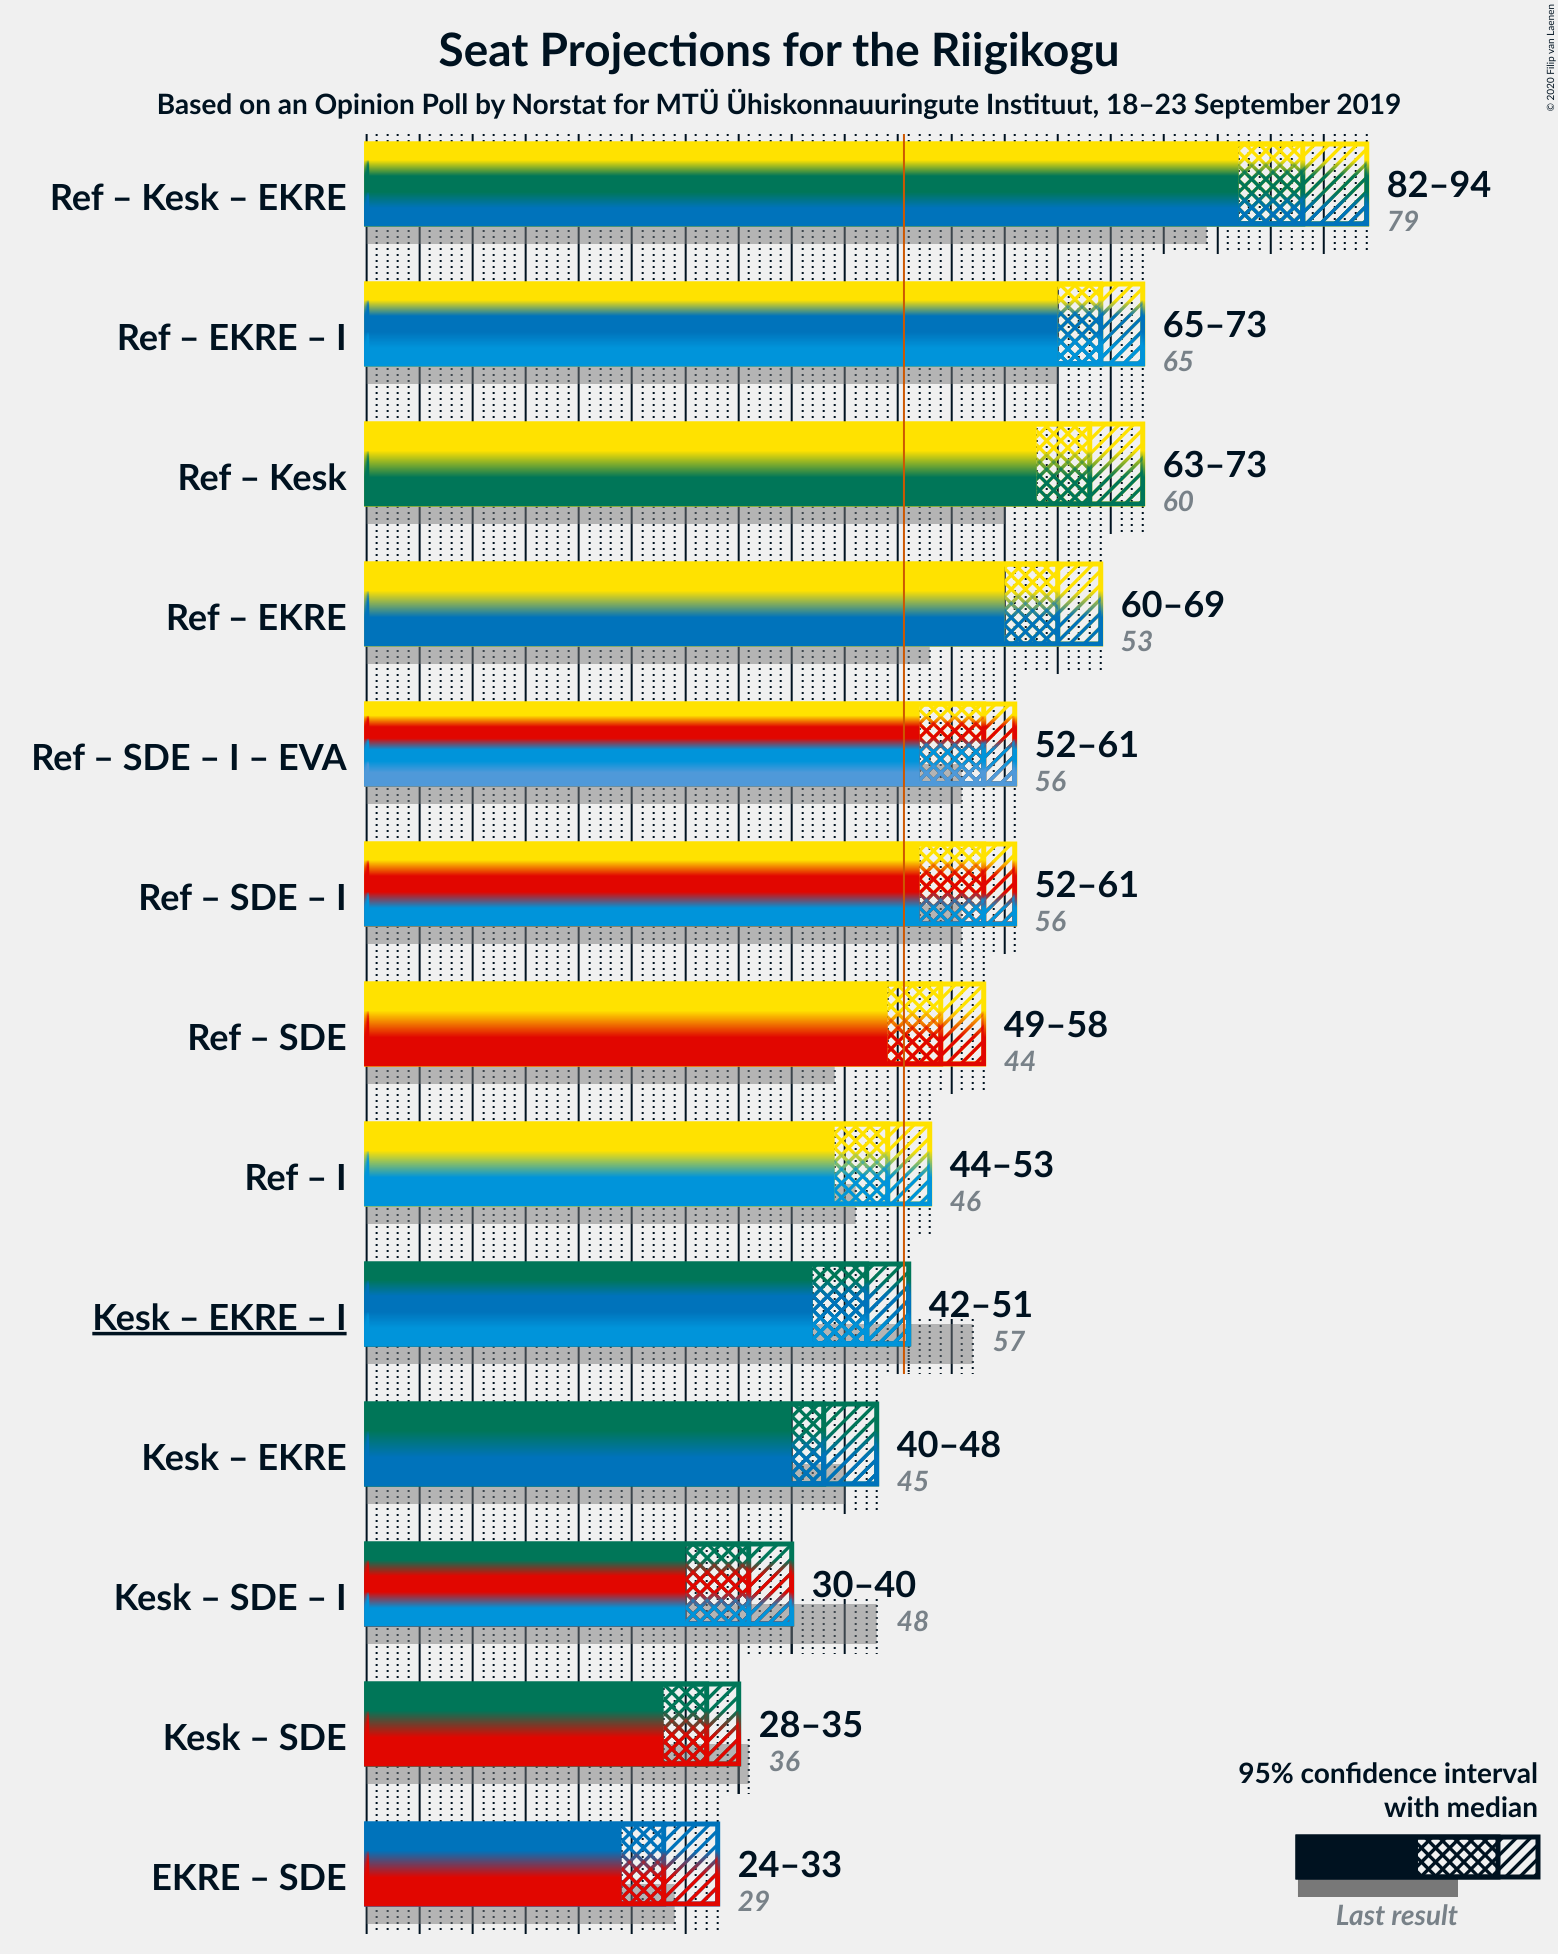 Seat Projections for the Riigikogu
Based on an Opinion Poll by Norstat for MTÜ Ühiskonnauuringute Instituut, 18–23 September 2019
© 2020 Filip van Laenen
Ref – Kesk – EKRE
82–94
79
Ref – EKRE – I
65–73
65
Ref – Kesk
63–73
60
Ref – EKRE
60–69
53
Ref – SDE – I – EVA
52–61
56
Ref – SDE – I
52–61
56
Ref – SDE
49–58
44
Ref – I
44–53
46
Kesk – EKRE – I
42–51
57
Kesk – EKRE
40–48
45
Kesk – SDE – I
30–40
48
Kesk – SDE
28–35
36
EKRE – SDE
24–33
29
95% confidence interval
with median
Last result